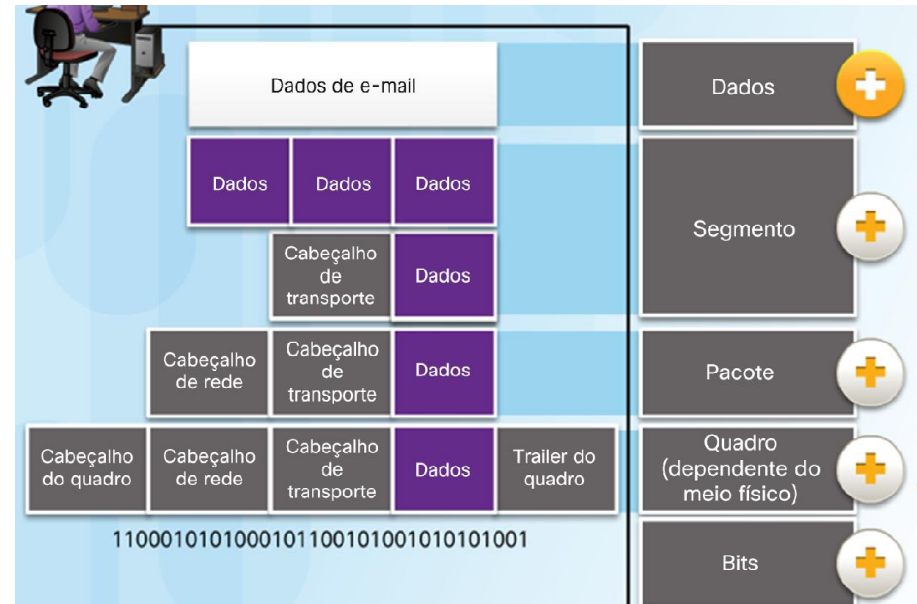 Dados de e-mail
Dados
Dados Dados Dados
Segmento
Cabeçalho
de
transporte
Dados
Cabeçalho
de rede
Cabeçalho
de
transporte
Dados
Pacote
Cabeçalho
do quadro
Cabeçalho
de rede
Cabeçalho
de
transporte
Dados
Trailer do
quadro
Quadro
(dependente do
meio físico)
1100010101000101100101001010101001
Bits